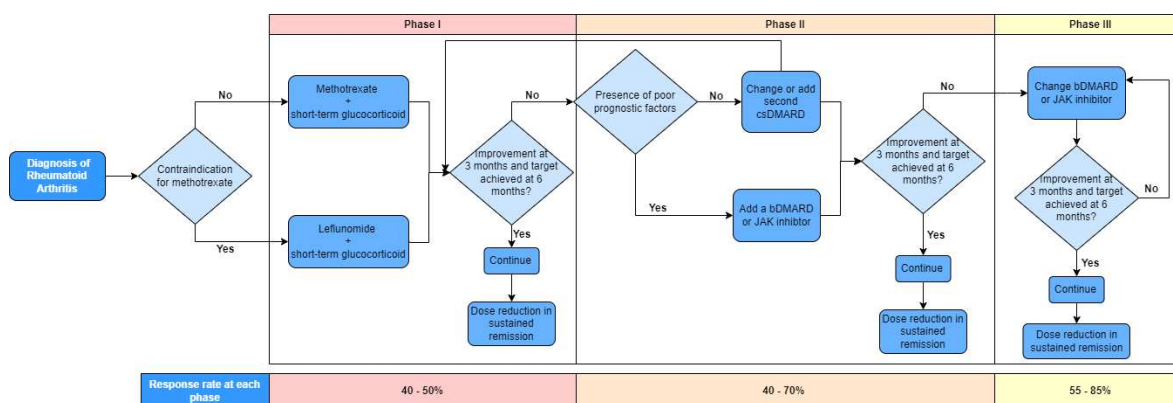 Phase I
Phase II
Phase III
Diagnosis of
Rheumatoid
Arthritis
Contraindication
for methotrexate
No
Yes
Methotrexate
+
short-term glucocorticoid
Leflunomide
+
short-term glucocorticoid
Improvement at
3 months and target
achieved at 6
months?
No
Yes
Continue
Dose reduction in
sustained
remission
Presence of poor
prognostic factors
No
Yes
Change or add
second
csDMARD
Add a bDMARD
or JAK inhibtor
Improvement at
3 months and target
achieved at 6
months?
No
Yes
Continue
Dose reduction in
sustained
remission
Change bDMARD
or JAK inhibitor
Improvement at
3 months and target
achieved at 6
months?
No
Yes
Continue
Dose reduction in
sustained remission
Response rate at each
phase
40 - 50%
40 - 70%
55 - 85%